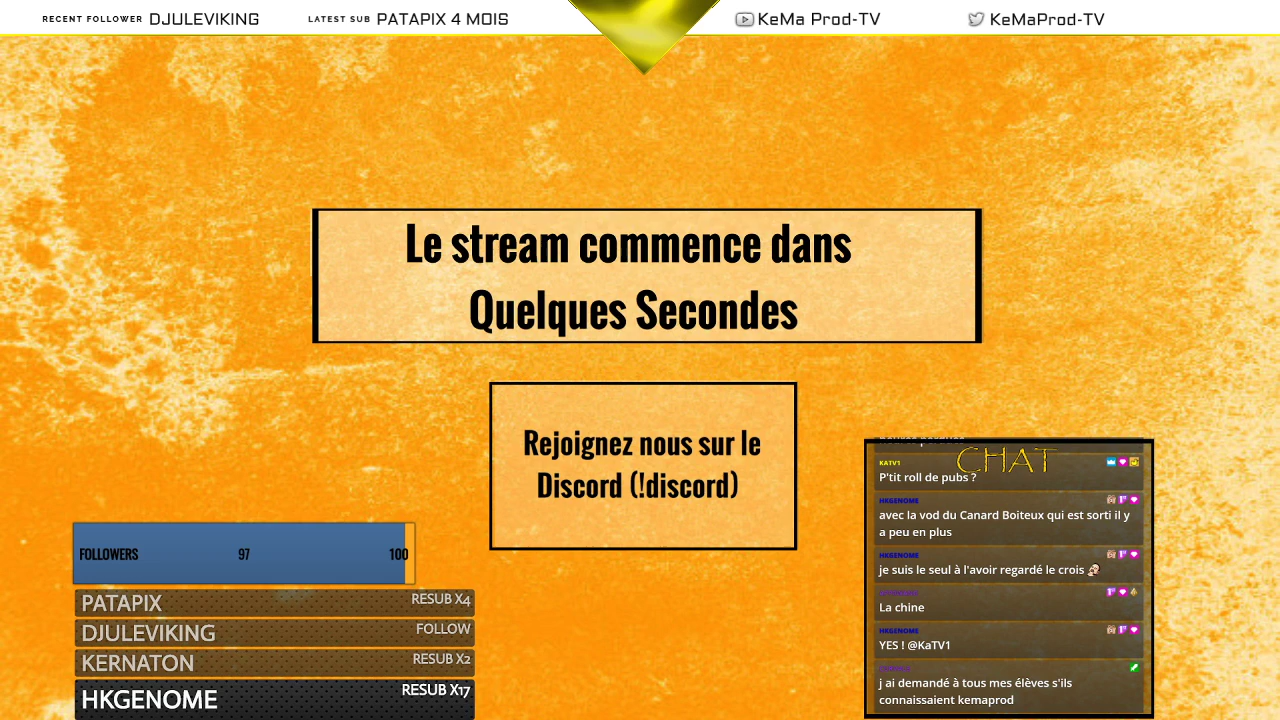 RECENT FOLLOWER DJULEVIKING LATEST SUB PATAPIX 4 MOIS KeMa Prod-TV KeMaProd-TV
Le stream commence dans
Quelques Secondes
Rejoignez nous sur le
Discord (!discord)
CHAT
KATV1
P'tit roll de pubs ?
HKGENOME
avec la vod du Canard Boiteux qui est sorti il y
a peu en plus
HKGENOME
je suis le seul à l'avoir regardé le crois
La chine
HKGENOME
YES ! @KaTV1
j ai demandé à tous mes élèves s'ils
connaissaient kemaprod
FOLLOWERS 97 100
PATAPIX RESUB X4
DJULEVIKING FOLLOW
KERNATON RESUB X2
HKGENOME RESUB X17